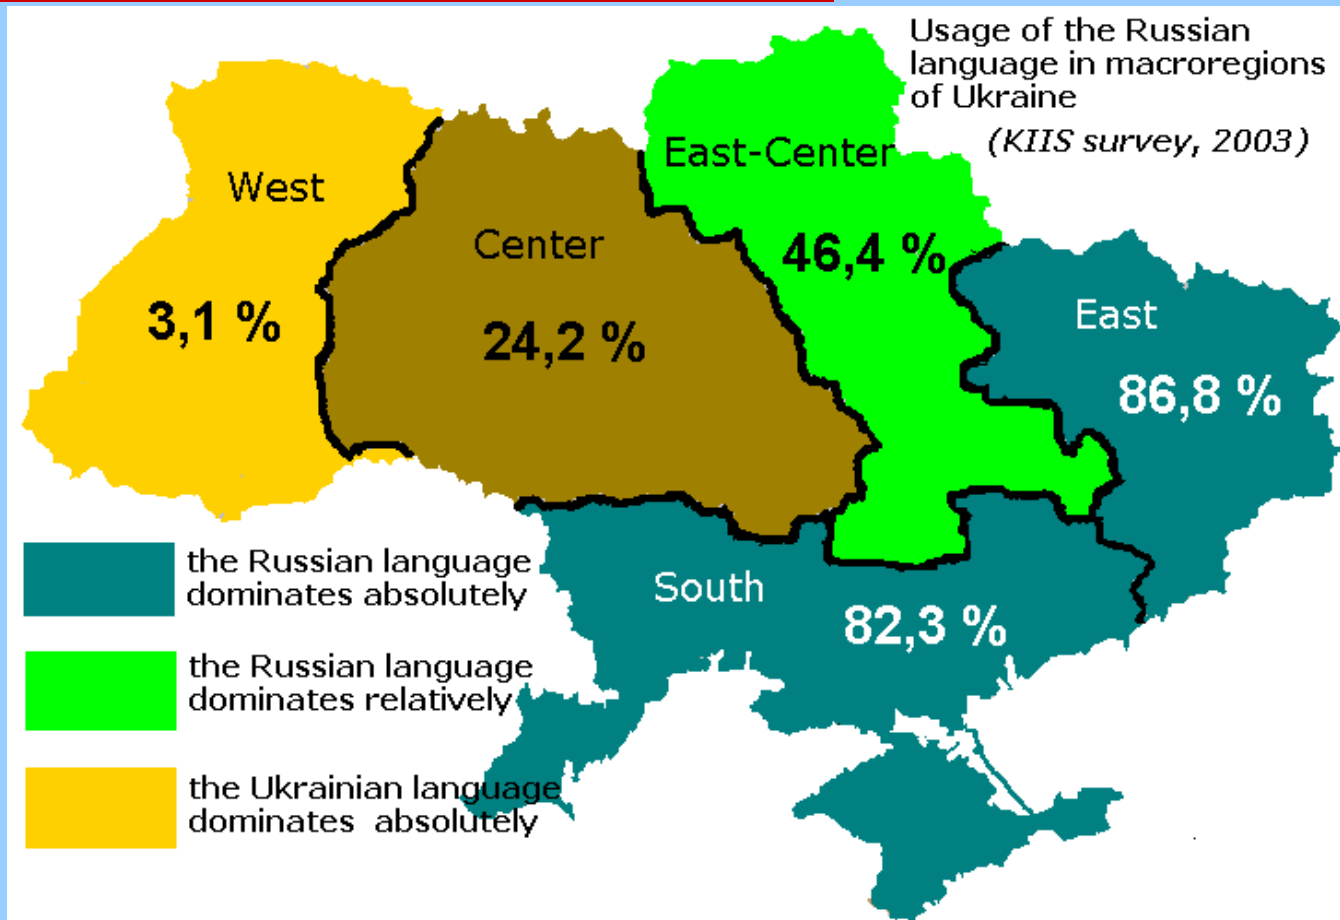 Usage of the Russian
language in macroregions
of Ukraine
(KIIS survey, 2003)
West
3,1 %
Center
24,2 %
East-Center
46,4 %
East
86,8 %
South
82,3 %
the Russian language
dominates absolutely
the Russian language
dominates relatively
the Ukrainian language
dominates absolutely